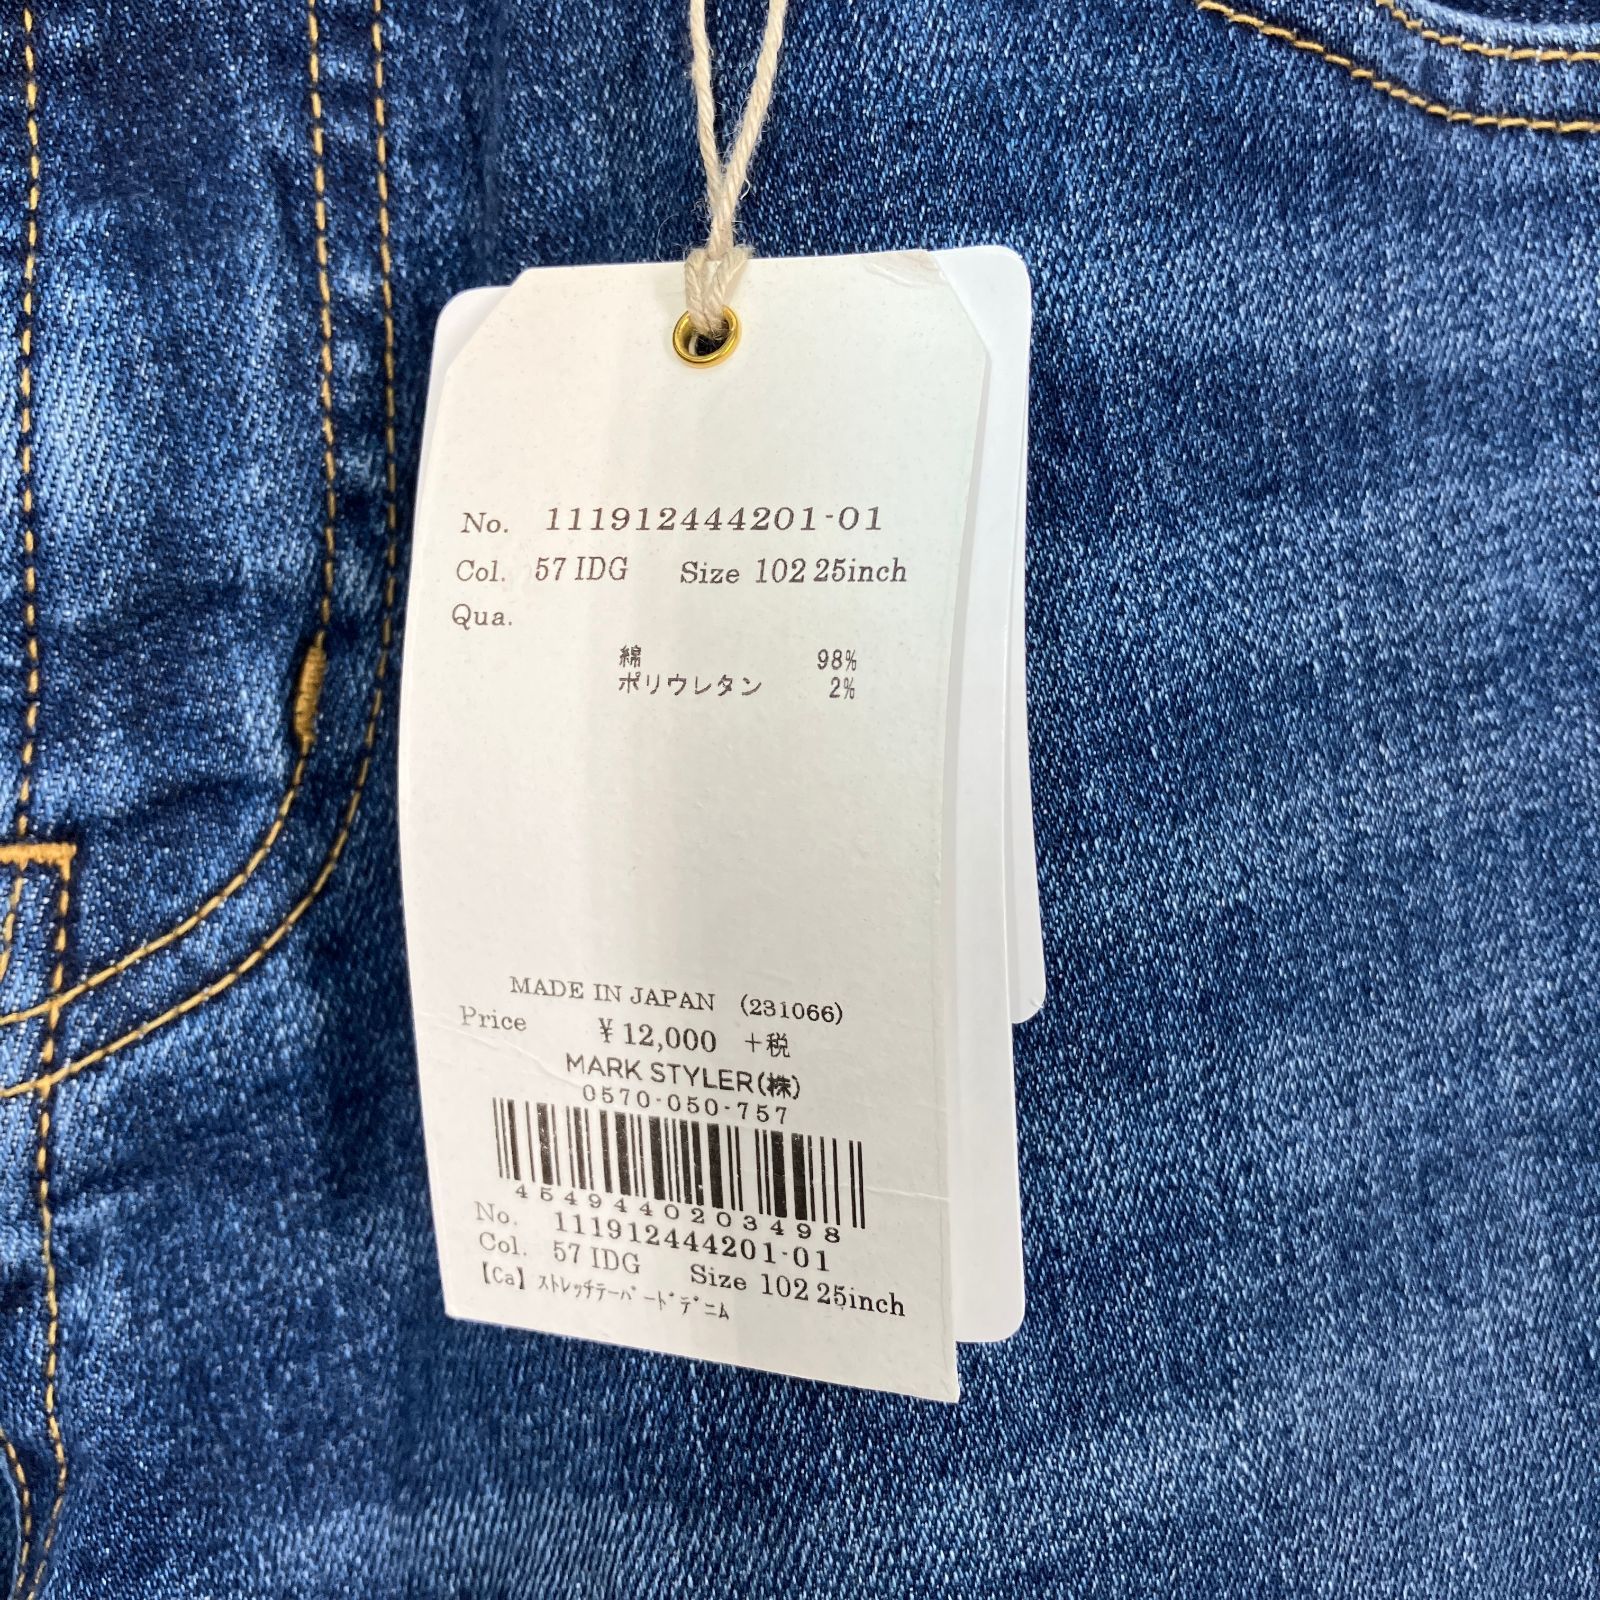 No. 111912444201-01
Col. 57 IDG Size 102 25inch
Qua.
綿 98%
ポリウレタン 2%
MADE IN JAPAN (231066)
Price ¥12,000 +税
MARK STYLER(株)
0570-050-757
4549440203498
No. 111912444201-01
Col. 57 IDG Size 102 25inch
【Ca】ストレッチテーパードデニム